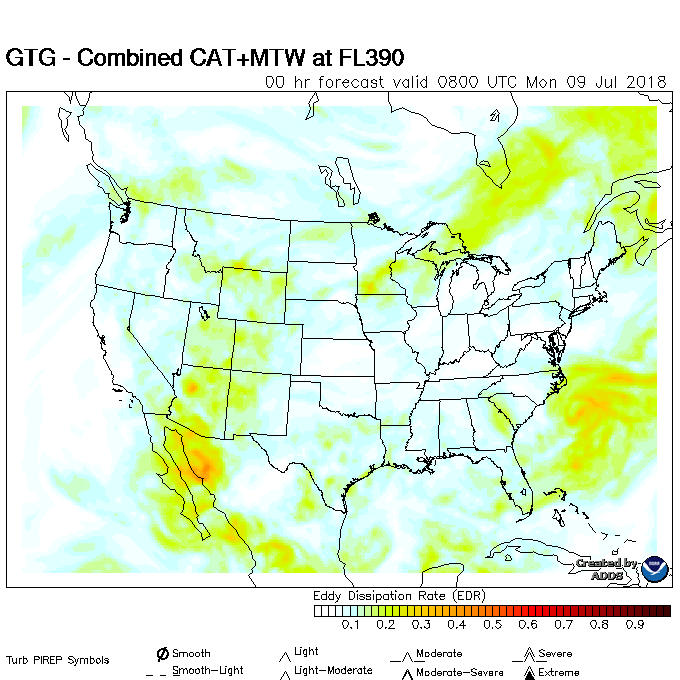 GTG - Combined CAT+MTW at FL390
00 hr forecast valid 0800 UTC Mon 09 Jul 2018
Created by
ADDS
Eddy Dissipation Rate (EDR)
0.1 0.2 0.3 0.4 0.5 0.6 0.7 0.8 0.9
Turb PIREP Symbols
Smooth Light Moderate Severe
Smooth-Light Light-Moderate Moderate-Severe Extreme